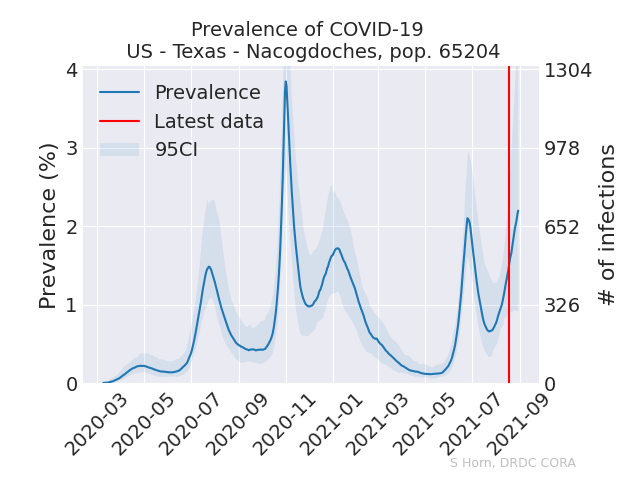 Prevalence of COVID-19
US - Texas - Nacogdoches, pop. 65204
Prevalence
Latest data
95CI
Prevalence (%)
4
3
2
1
0
1304
978
652
326
0
# of infections
2020-03
2020-05
2020-07
2020-09
2020-11
2021-01
2021-03
2021-05
2021-07
2021-09
S Horn, DRDC CORA